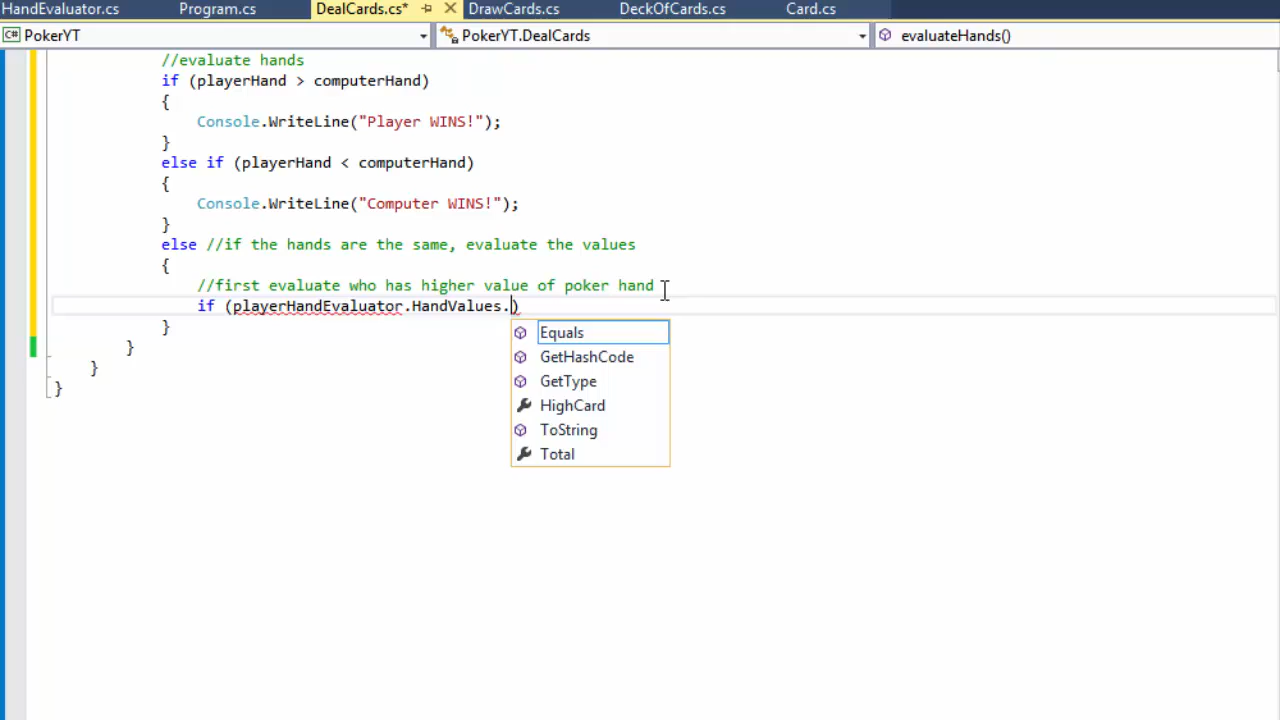 HandEvaluator.cs Program.cs DealCards.cs* DrawCards.cs DeckOfCards.cs Card.cs
C# PokerYT PokerYT.DealCards evaluateHands()
//evaluate hands
if (playerHand > computerHand)
{
Console.WriteLine("Player WINS!");
}
else if (playerHand < computerHand)
{
Console.WriteLine("Computer WINS!");
}
else //if the hands are the same, evaluate the values
{
//first evaluate who has higher value of poker hand
if (playerHandEvaluator.HandValues.)
}
}
}
}
Equals
GetHashCode
GetType
HighCard
ToString
Total